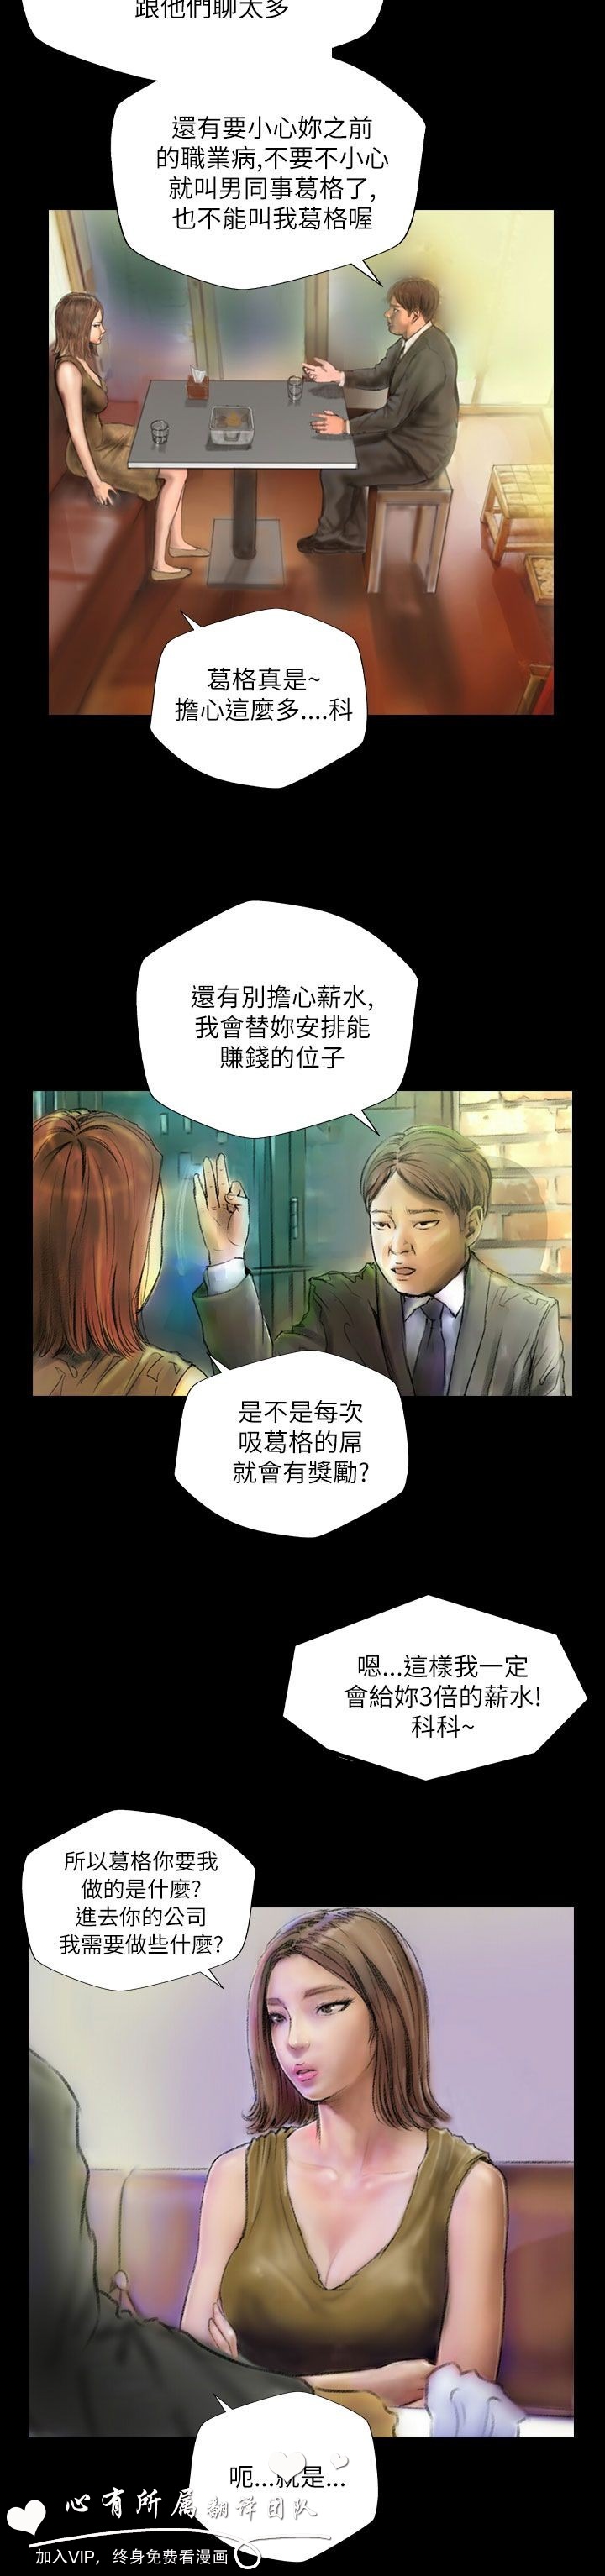 跟他們聊太多
還有要小心妳之前
的職業病,不要不小心
就叫男同事葛格了,
也不能叫我葛格喔
葛格真是~
擔心這麼多....科
還有別擔心薪水,
我會替妳安排能
賺錢的位子
是不是每次
吸葛格的屌
就會有獎勵?
嗯...這樣我一定
會給妳3倍的薪水!
科科~
所以葛格你要我
做的是什麼?
進去你的公司
我需要做些什麼?
呃...就是...
心有所属翻译团队
加入VIP，终身免费看漫画